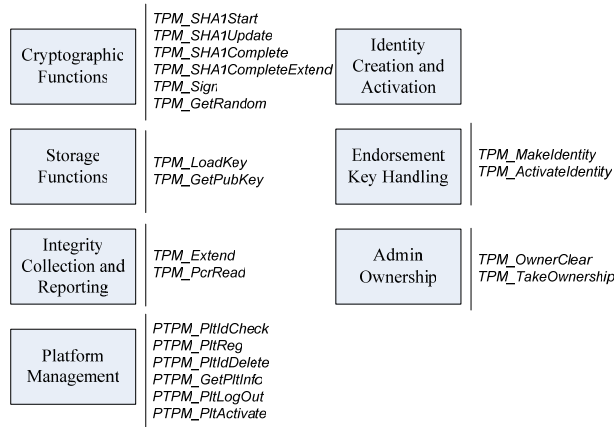 Cryptographic
Functions
TPM_SHA1Start
TPM_SHA1Update
TPM_SHA1Complete
TPM_SHA1CompleteExtend
TPM_Sign
TPM_GetRandom
Identity
Creation and
Activation
Storage
Functions
TPM_LoadKey
TPM_GetPubKey
Endorsement
Key Handling
TPM_MakeIdentity
TPM_ActivateIdentity
Integrity
Collection and
Reporting
TPM_Extend
TPM_PcrRead
Admin
Ownership
TPM_OwnerClear
TPM_TakeOwnership
Platform
Management
PTPM_PltIdCheck
PTPM_PltReg
PTPM_PltIdDelete
PTPM_GetPltInfo
PTPM_PltLogOut
PTPM_PltActivate